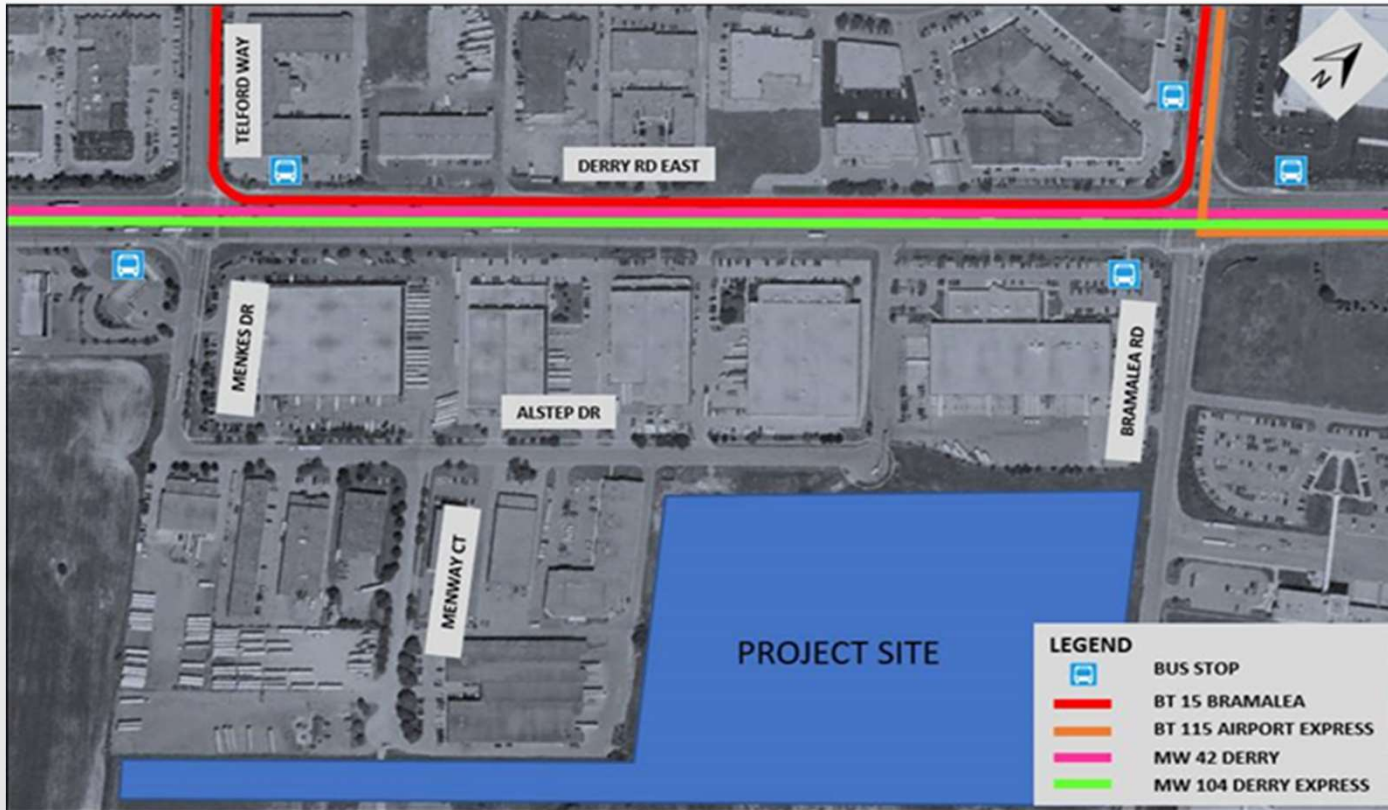 TELFORD WAY
N
DERRY RD EAST
MENKES DR
ALSTEP DR
BRAMALEA RD
MENWAY CT
PROJECT SITE
LEGEND
BUS STOP
BT 15 BRAMALEA
BT 115 AIRPORT EXPRESS
MW 42 DERRY
MW 104 DERRY EXPRESS